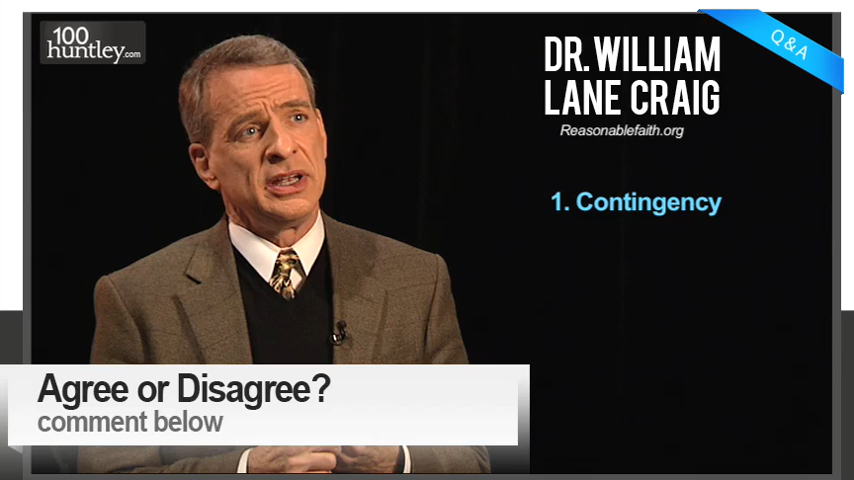 100
huntley.com
Q&A
DR. WILLIAM
LANE CRAIG
Reasonablefaith.org
1. Contingency
Agree or Disagree?
comment below